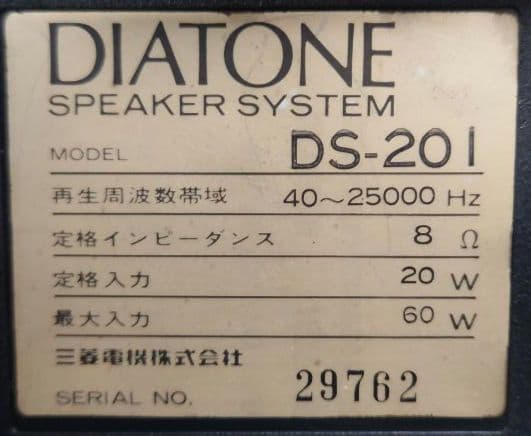 DIATONE
SPEAKER SYSTEM
MODEL DS-201
再生周波数帯域 40～25000 Hz
定格インピーダンス 8 Ω
定格入力 20 W
最大入力 60 W
三菱電機株式会社
SERIAL NO. 29762